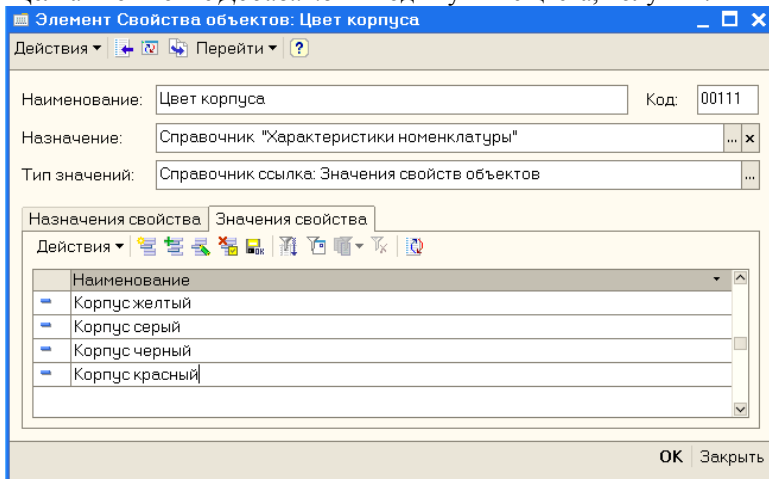 Элемент Свойства объектов: Цвет корпуса
Действия Перейти ?
Наименование: Цвет корпуса Код: 00111
Назначение: Справочник "Характеристики номенклатуры" ... x
Тип значений: Справочник ссылка: Значения свойств объектов ...
Назначения свойства Значения свойства
Действия
Наименование
Корпус желтый
Корпус серый
Корпус черный
Корпус красный
OK Закрыть